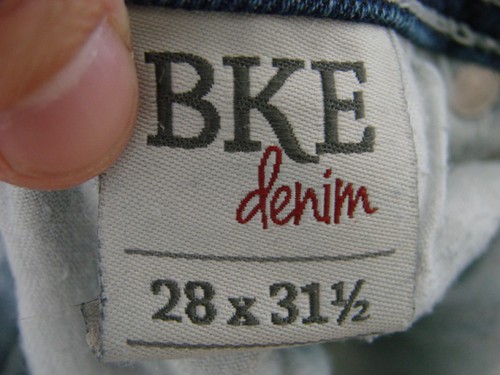 BKE
denim
28 x 31½